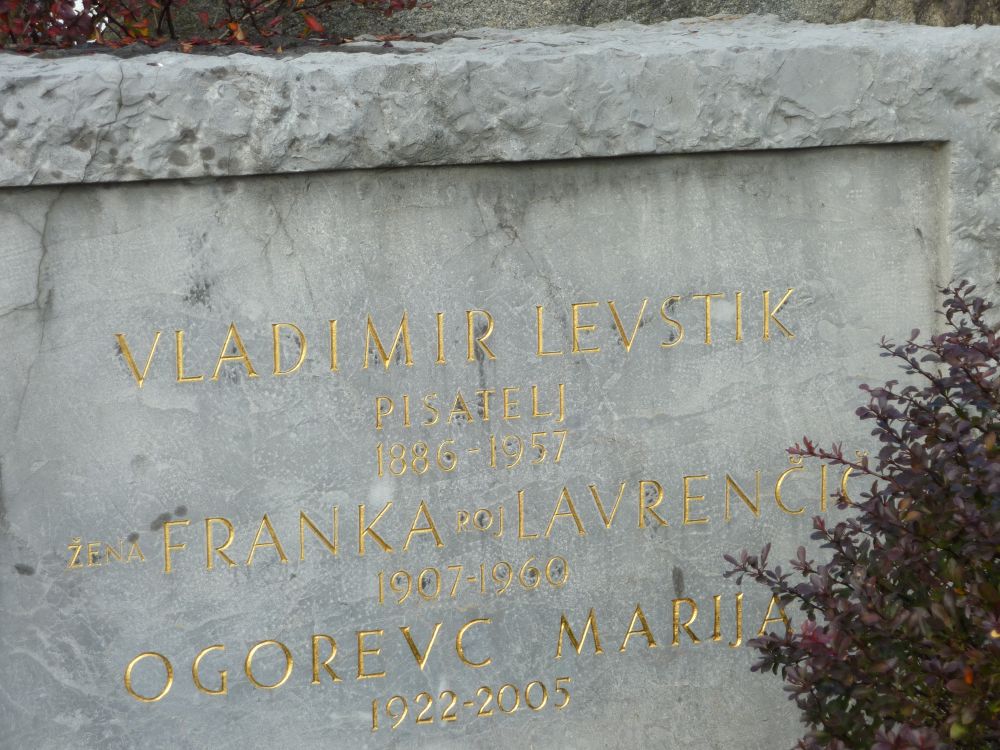 VLADIMIR LEVSTIK
PISATELJ
1886-1957
ŽENA FRANKA ROJ LAVRENČIČ
1907-1960
OGOREVC MARIJA
1922-2005